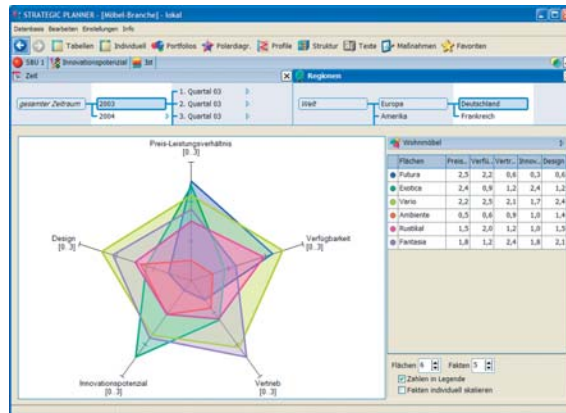 STRATEGIC PLANNER - [Möbel-Branche] - lokal
Datenbasis Bearbeiten Einstellungen Info
Tabellen Individuell Portfolios Polardiagr. Profile Struktur Texte Maßnahmen Favoriten
SBU 1 Innovationspotenzial Ist
Zeit Regionen
gesamter Zeitraum 2003 1. Quartal 03 Welt Europa Deutschland
2. Quartal 03
2004 3. Quartal 03 Amerika Frankreich
Preis-Leistungsverhältnis
[0..3]
Verfügbarkeit
[0..3]
Vertrieb
[0..3]
Innovationspotenzial
[0..3]
Design
[0..3]
Wohnmöbel
Flächen Preis.. Verfü.. Vertr.. Innov.. Design
Futura 2,5 2,2 0,6 0,3 0,6
Exotica 2,4 0,9 1,2 2,4 1,2
Vario 2,2 2,5 2,1 1,7 2,4
Ambiente 0,5 0,6 0,9 1,0 1,4
Rustikal 1,5 2,0 1,2 1,0 1,5
Fantasia 1,8 1,2 2,4 1,8 2,1
Flächen 6 Fakten 5
Zahlen in Legende
Fakten individuell skalieren